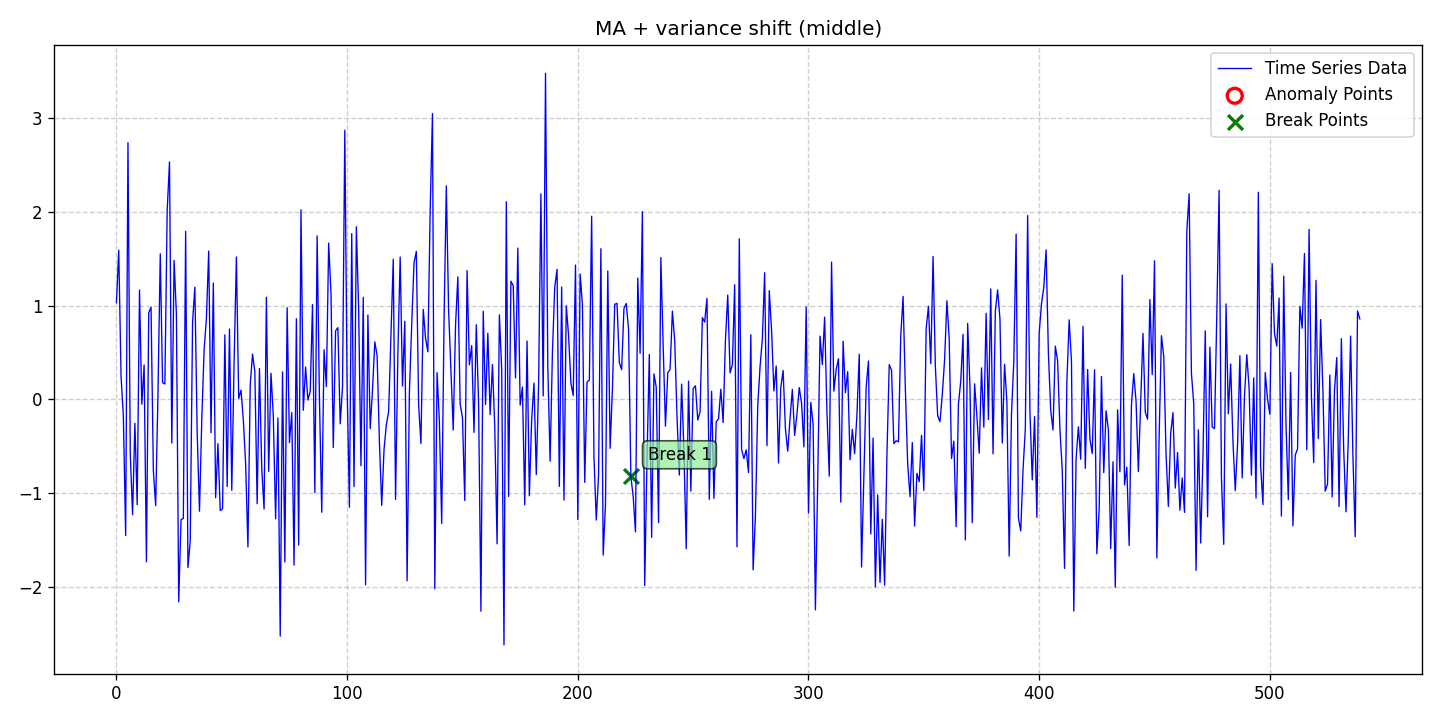 MA + variance shift (middle)
Time Series Data
Anomaly Points
Break Points
Break 1
3
2
1
0
−1
−2
0 100 200 300 400 500